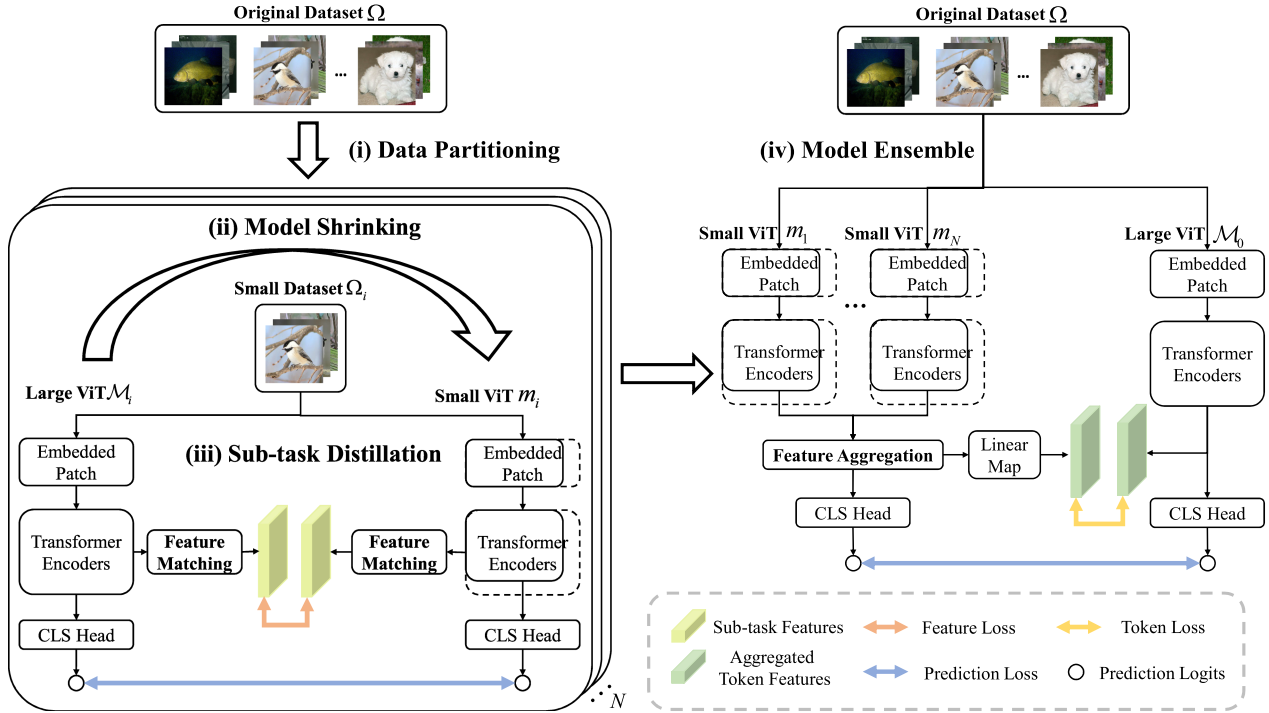 Original Dataset Ω
...
(i) Data Partitioning
(ii) Model Shrinking
Small Dataset Ω_i
Large ViT ℳ_i
Small ViT m_i
(iii) Sub-task Distillation
Embedded
Patch
Embedded
Patch
Transformer
Encoders
Feature
Matching
Feature
Matching
Transformer
Encoders
CLS Head
CLS Head
N
Original Dataset Ω
...
(iv) Model Ensemble
Small ViT m_1
Small ViT m_N
Large ViT ℳ_0
Embedded
Patch
...
Embedded
Patch
Embedded
Patch
Transformer
Encoders
Transformer
Encoders
Transformer
Encoders
Feature Aggregation
Linear
Map
CLS Head
CLS Head
Sub-task Features
Feature Loss
Token Loss
Aggregated
Token Features
Prediction Loss
Prediction Logits